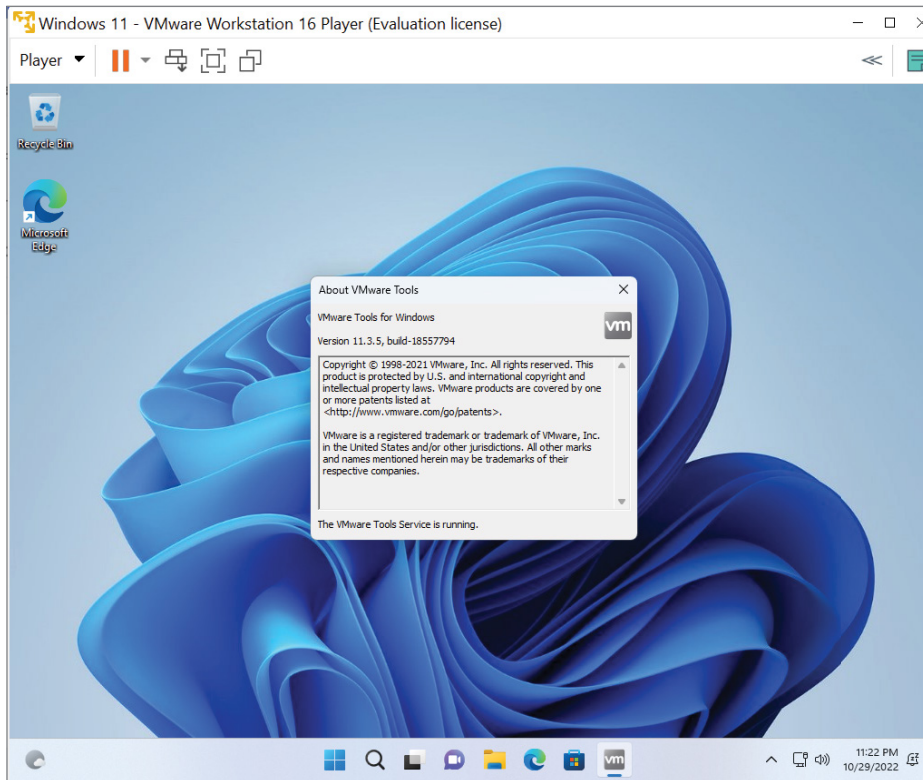 Windows 11 - VMware Workstation 16 Player (Evaluation license)
Player
Recycle Bin
Microsoft
Edge
About VMware Tools
VMware Tools for Windows
vm
Version 11.3.5, build-18557794
Copyright © 1998-2021 VMware, Inc. All rights reserved. This
product is protected by U.S. and international copyright and
intellectual property laws. VMware products are covered by one
or more patents listed at
<http://www.vmware.com/go/patents>.
VMware is a registered trademark or trademark of VMware, Inc.
in the United States and/or other jurisdictions. All other marks
and names mentioned herein may be trademarks of their
respective companies.
The VMware Tools Service is running.
vm
11:22 PM
10/29/2022